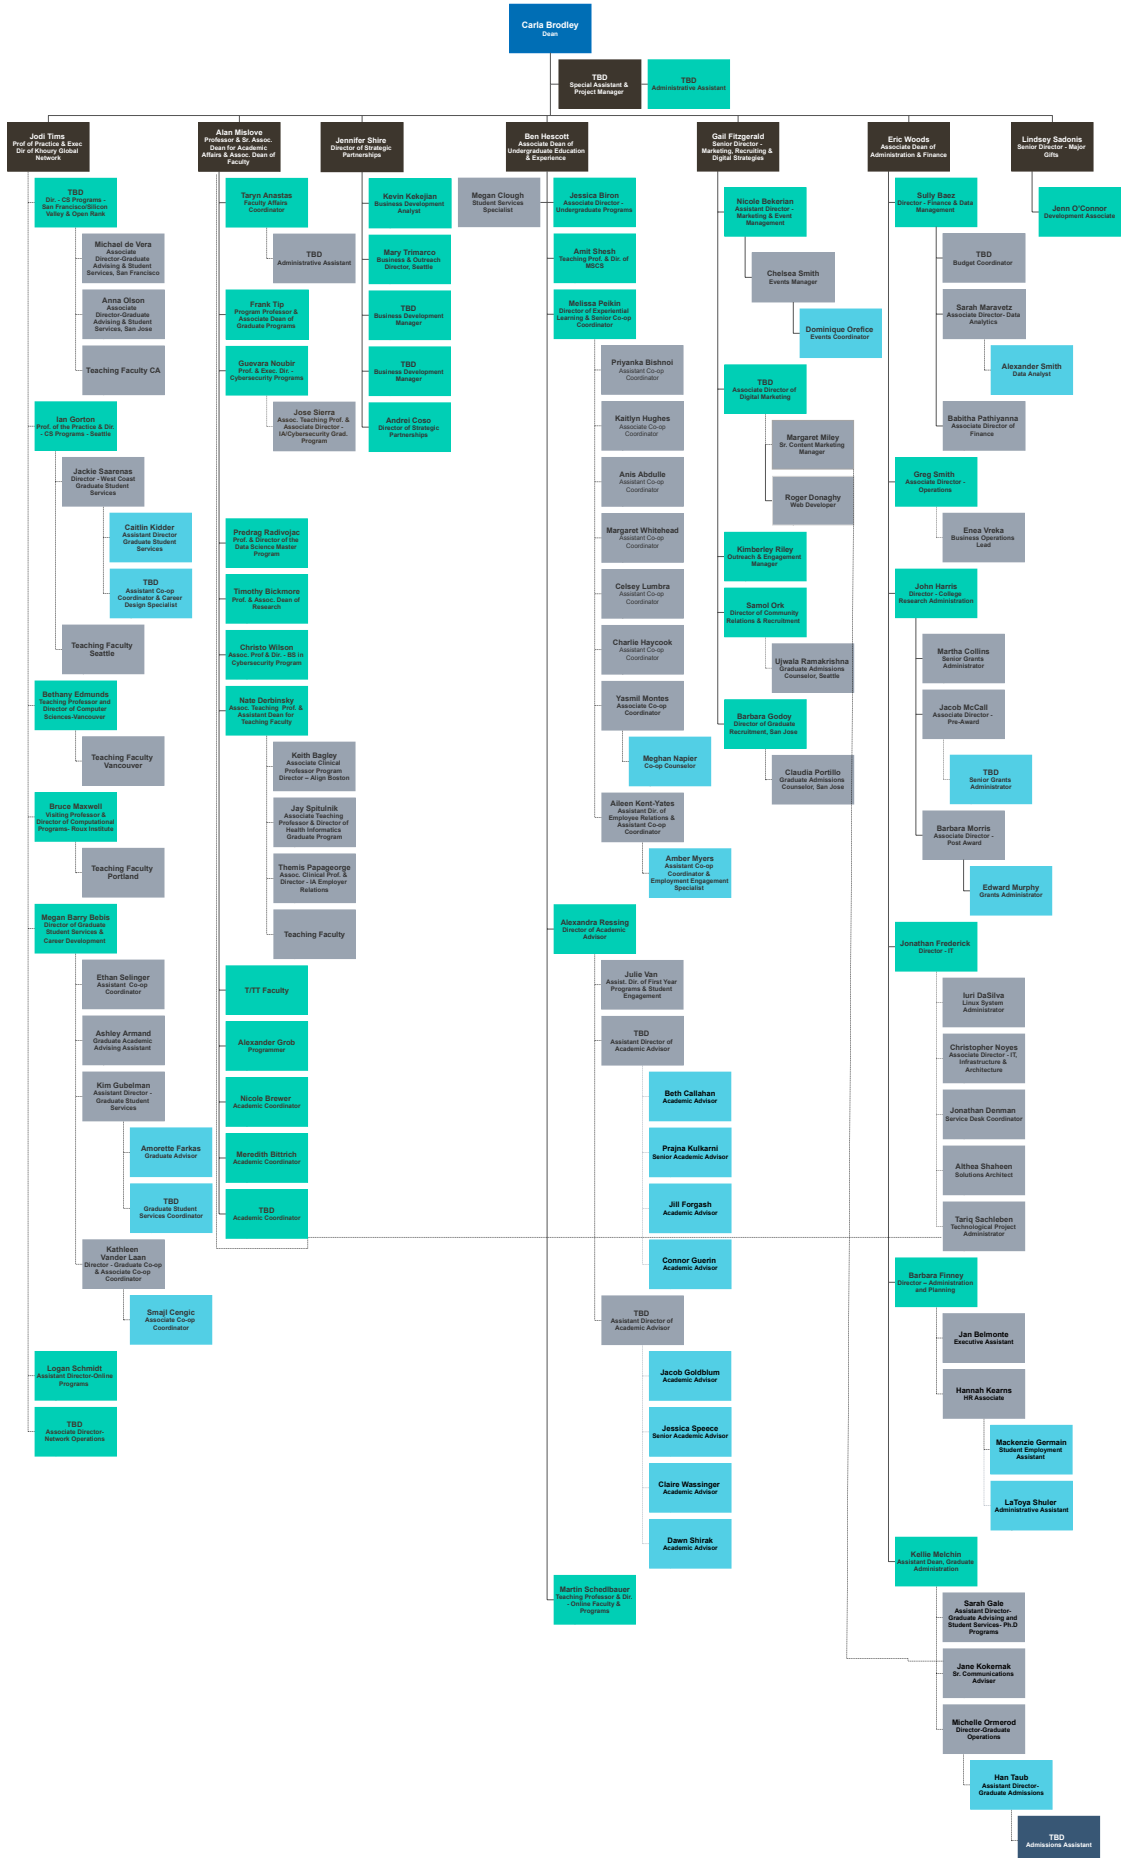 Carla Brodley
Dean
TBD
Special Assistant &
Project Manager
TBD
Administrative Assistant
Jodi Tims
Prof of Practice & Exec
Dir of Khoury Global
Network
Alan Mislove
Professor & Sr. Assoc.
Dean for Academic
Affairs & Assoc. Dean of
Faculty
Jennifer Shire
Director of Strategic
Partnerships
Ben Hescott
Associate Dean of
Undergraduate Education
& Experience
Gail Fitzgerald
Senior Director -
Marketing, Recruiting &
Digital Strategies
Eric Woods
Associate Dean of
Administration & Finance
Lindsey Sadonis
Senior Director - Major
Gifts
TBD
Dir. - CS Programs -
San Francisco/Silicon
Valley & Open Rank
Michael de Vera
Associate
Director-Graduate
Advising & Student
Services, San Francisco
Anna Olson
Associate
Director-Graduate
Advising & Student
Services, San Jose
Teaching Faculty CA
Ian Gorton
Prof. of the Practice & Dir.
- CS Programs - Seattle
Jackie Saarenas
Director - West Coast
Graduate Student
Services
Caitlin Kidder
Assistant Director
Graduate Student
Services
TBD
Assistant Co-op
Coordinator & Career
Design Specialist
Teaching Faculty
Seattle
Bethany Edmunds
Teaching Professor and
Director of Computer
Sciences-Vancouver
Teaching Faculty
Vancouver
Bruce Maxwell
Visiting Professor &
Director of Computational
Programs- Roux Institute
Teaching Faculty
Portland
Megan Barry Bebis
Director of Graduate
Student Services &
Career Development
Ethan Selinger
Assistant Co-op
Coordinator
Ashley Armand
Graduate Academic
Advising Assistant
Kim Gubelman
Assistant Director -
Graduate Student
Services
Amorette Farkas
Graduate Advisor
TBD
Graduate Student
Services Coordinator
Kathleen
Vander Laan
Director - Graduate Co-op
& Associate Co-op
Coordinator
Smajl Cengic
Associate Co-op
Coordinator
Logan Schmidt
Assistant Director-Online
Programs
TBD
Associate Director-
Network Operations
Taryn Anastas
Faculty Affairs
Coordinator
TBD
Administrative Assistant
Frank Tip
Program Professor &
Associate Dean of
Graduate Programs
Guevara Noubir
Prof. & Exec. Dir. -
Cybersecurity Programs
Jose Sierra
Assoc. Teaching Prof. &
Associate Director -
IA/Cybersecurity Grad.
Program
Predrag Radivojac
Prof. & Director of the
Data Science Master
Program
Timothy Bickmore
Prof. & Assoc. Dean of
Research
Christo Wilson
Assoc. Prof & Dir. - BS in
Cybersecurity Program
Nate Derbinsky
Assoc. Teaching Prof. &
Assistant Dean for
Teaching Faculty
Keith Bagley
Associate Clinical
Professor Program
Director – Align Boston
Jay Spitulnik
Associate Teaching
Professor & Director of
Health Informatics
Graduate Program
Themis Papageorge
Assoc. Clinical Prof. &
Director - IA Employer
Relations
Teaching Faculty
T/TT Faculty
Alexander Grob
Programmer
Nicole Brewer
Academic Coordinator
Meredith Bittrich
Academic Coordinator
TBD
Academic Coordinator
Kevin Kekejian
Business Development
Analyst
Mary Trimarco
Business & Outreach
Director, Seattle
TBD
Business Development
Manager
TBD
Business Development
Manager
Andrei Coso
Director of Strategic
Partnerships
Megan Clough
Student Services
Specialist
Jessica Biron
Associate Director -
Undergraduate Programs
Amit Shesh
Teaching Prof. & Dir. of
MSCS
Melissa Peikin
Director of Experiential
Learning & Senior Co-op
Coordinator
Priyanka Bishnoi
Assistant Co-op
Coordinator
Kaitlyn Hughes
Associate Co-op
Coordinator
Anis Abdulle
Assistant Co-op
Coordinator
Margaret Whitehead
Assistant Co-op
Coordinator
Celsey Lumbra
Assistant Co-op
Coordinator
Charlie Haycook
Assistant Co-op
Coordinator
Yasmil Montes
Associate Co-op
Coordinator
Meghan Napier
Co-op Counselor
Aileen Kent-Yates
Assistant Dir. of
Employee Relations &
Assistant Co-op
Coordinator
Amber Myers
Assistant Co-op
Coordinator &
Employment Engagement
Specialist
Alexandra Ressing
Director of Academic
Advisor
Julie Van
Assist. Dir. of First Year
Programs & Student
Engagement
TBD
Assistant Director of
Academic Advisor
Beth Callahan
Academic Advisor
Prajna Kulkarni
Senior Academic Advisor
Jill Forgash
Academic Advisor
Connor Guerin
Academic Advisor
TBD
Assistant Director of
Academic Advisor
Jacob Goldblum
Academic Advisor
Jessica Speece
Senior Academic Advisor
Claire Wassinger
Academic Advisor
Dawn Shirak
Academic Advisor
Martin Schedlbauer
Teaching Professor & Dir.
- Online Faculty &
Programs
Nicole Bekerian
Assistant Director -
Marketing & Event
Management
Chelsea Smith
Events Manager
Dominique Orefice
Events Coordinator
TBD
Associate Director of
Digital Marketing
Margaret Miley
Sr. Content Marketing
Manager
Roger Donaghy
Web Developer
Kimberley Riley
Outreach & Engagement
Manager
Samol Ork
Director of Community
Relations & Recruitment
Ujwala Ramakrishna
Graduate Admissions
Counselor, Seattle
Barbara Godoy
Director of Graduate
Recruitment, San Jose
Claudia Portillo
Graduate Admissions
Counselor, San Jose
Sully Baez
Director - Finance & Data
Management
TBD
Budget Coordinator
Sarah Maravetz
Associate Director- Data
Analytics
Alexander Smith
Data Analyst
Babitha Pathiyanna
Associate Director of
Finance
Greg Smith
Associate Director -
Operations
Enea Vreka
Business Operations
Lead
John Harris
Director - College
Research Administration
Martha Collins
Senior Grants
Administrator
Jacob McCall
Associate Director -
Pre-Award
TBD
Senior Grants
Administrator
Barbara Morris
Associate Director -
Post Award
Edward Murphy
Grants Administrator
Jonathan Frederick
Director - IT
Iuri DaSilva
Linux System
Administrator
Christopher Noyes
Associate Director - IT,
Infrastructure &
Architecture
Jonathan Denman
Service Desk Coordinator
Althea Shaheen
Solutions Architect
Tariq Sachleben
Technological Project
Administrator
Barbara Finney
Director – Administration
and Planning
Jan Belmonte
Executive Assistant
Hannah Kearns
HR Associate
Mackenzie Germain
Student Employment
Assistant
LaToya Shuler
Administrative Assistant
Kellie Melchin
Assistant Dean, Graduate
Administration
Sarah Gale
Assistant Director-
Graduate Advising and
Student Services- Ph.D
Programs
Jane Kokernak
Sr. Communications
Adviser
Michelle Ormerod
Director-Graduate
Operations
Han Taub
Assistant Director-
Graduate Admissions
TBD
Admissions Assistant
Jenn O'Connor
Development Associate